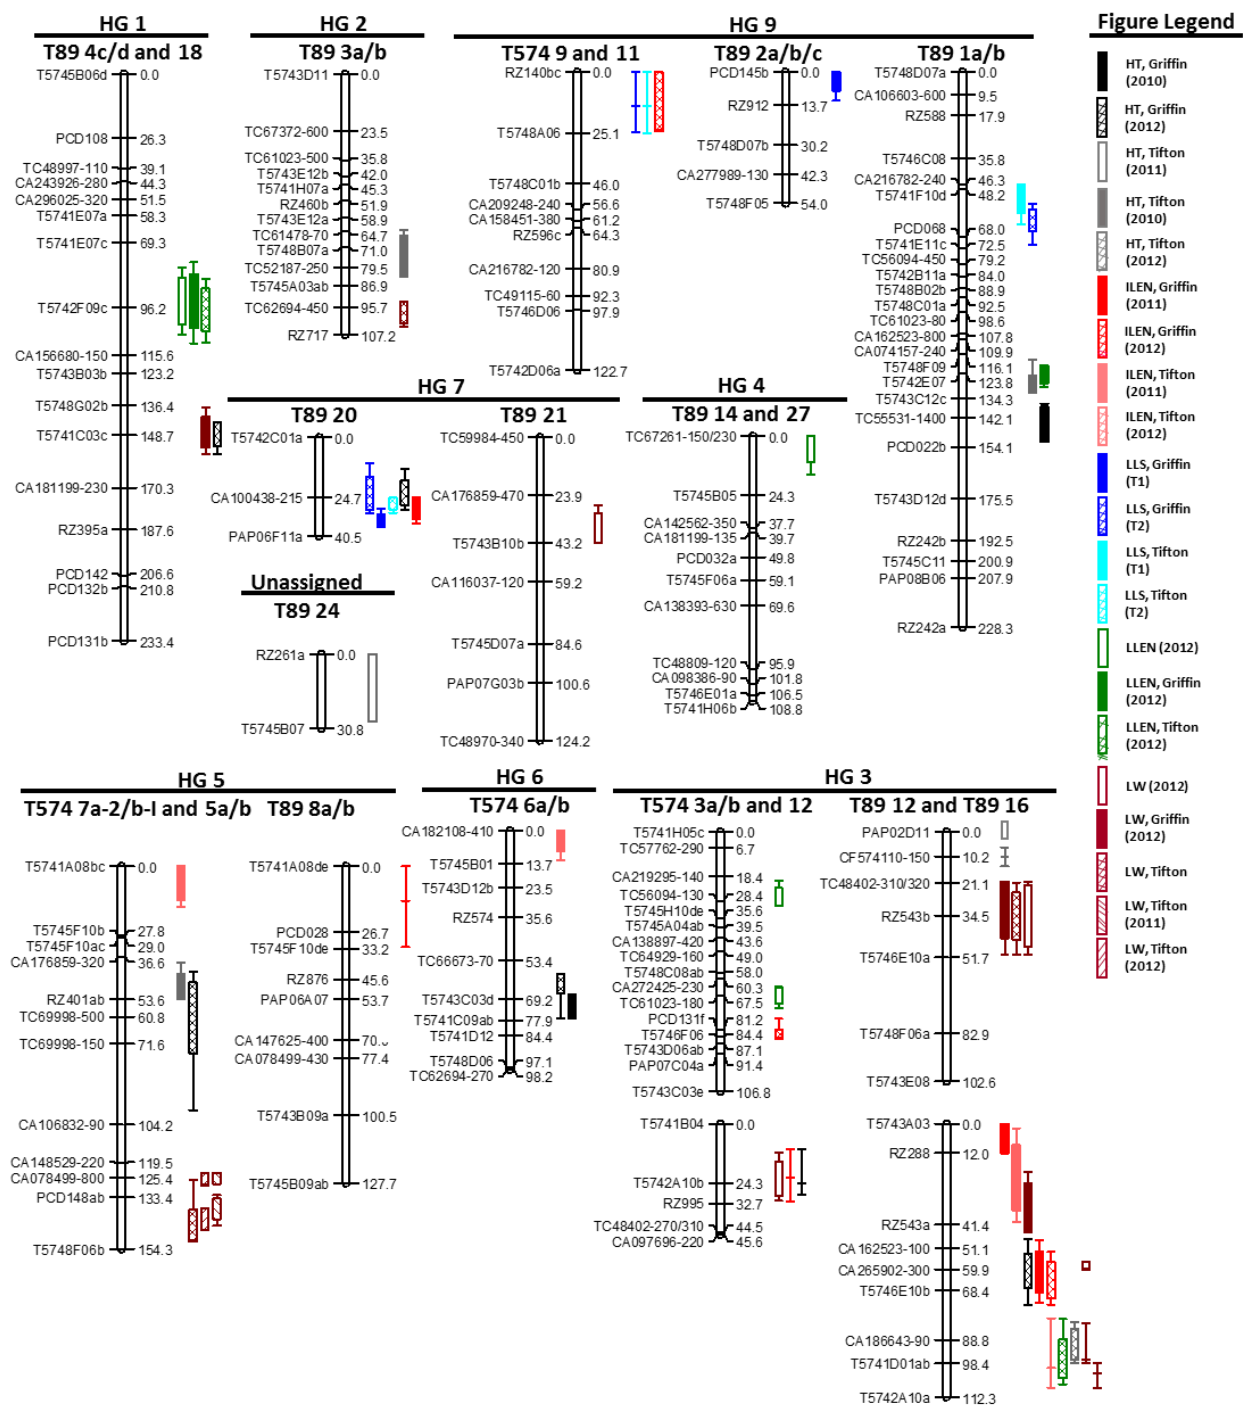 HG 1
T89 4c/d and 18
T5745B06d 0.0
PCD108 26.3
TC48997-110 39.1
CA243926-280 44.3
CA296025-320 51.5
T5741E07a 58.3
T5741E07c 69.3
T5742F09c 96.2
CA156680-150 115.6
T5743B03b 123.2
T5748G02b 136.4
T5741C03c 148.7
CA181199-230 170.3
RZ395a 187.6
PCD142 206.6
PCD132b 210.8
PCD131b 233.4
HG 2
T89 3a/b
T5743D11 0.0
TC67372-600 23.5
TC61023-500 35.8
T5743E12b 42.0
T5741H07a 45.3
RZ460b 51.9
T5743E12a 58.9
TC61478-70 64.7
T5748B07a 71.0
TC52187-250 79.5
T5745A03ab 86.9
TC62694-450 95.7
RZ717 107.2
HG 9
T574 9 and 11
RZ140bc 0.0
T5748A06 25.1
T5748C01b 46.0
CA209248-240 56.6
CA158451-380 61.2
RZ596c 64.3
CA216782-120 80.9
TC49115-60 92.3
T5746D06 97.9
T5742D06a 122.7
T89 2a/b/c
PCD145b 0.0
RZ912 13.7
T5748D07b 30.2
CA277989-130 42.3
T5748F05 54.0
T89 1a/b
T5748D07a 0.0
CA106603-600 9.5
RZ588 17.9
T5746C08 35.8
CA216782-240 46.3
T5741F10d 48.2
PCD068 68.0
T5741E11c 72.5
TC56094-450 79.2
T5742B11a 84.0
T5748B02b 88.9
T5748C01a 92.5
TC61023-80 98.6
CA162523-800 107.8
CA074157-240 109.9
T5748F09 116.1
T5742E07 123.8
T5743C12c 134.3
TC55531-1400 142.1
PCD022b 154.1
T5743D12d 175.5
RZ242b 192.5
T5745C11 200.9
PAP08B06 207.9
RZ242a 228.3
HG 7
T89 20
T5742C01a 0.0
CA100438-215 24.7
PAP06F11a 40.5
T89 21
TC59984-450 0.0
CA176859-470 23.9
T5743B10b 43.2
CA116037-120 59.2
T5745D07a 84.6
PAP07G03b 100.6
TC48970-340 124.2
HG 4
T89 14 and 27
TC67261-150/230 0.0
T5745B05 24.3
CA142562-350 37.7
CA181199-135 39.7
PCD032a 49.8
T5745F06a 59.1
CA138393-630 69.6
TC48809-120 95.9
CA098386-90 101.8
T5746E01a 106.5
T5741H06b 108.8
Unassigned
T89 24
RZ261a 0.0
T5745B07 30.8
HG 5
T574 7a-2/b-I and 5a/b
T5741A08bc 0.0
T5745F10b 27.8
T5745F10ac 29.0
CA176859-320 36.6
RZ401ab 53.6
TC69998-500 60.8
TC69998-150 71.6
CA106832-90 104.2
CA148529-220 119.5
CA078499-800 125.4
PCD148ab 133.4
T5748F06b 154.3
T89 8a/b
T5741A08de 0.0
PCD028 26.7
T5745F10de 33.2
RZ876 45.6
PAP06A07 53.7
CA147625-400
CA078499-430 77.4
T5743B09a 100.5
T5745B09ab 127.7
HG 6
T574 6a/b
CA182108-410 0.0
T5745B01 13.7
T5743D12b 23.5
RZ574 35.6
TC66673-70 53.4
T5743C03d 69.2
T5741C09ab 77.9
T5741D12 84.4
T5748D06 97.1
TC62694-270 98.2
HG 3
T574 3a/b and 12
T5741H05c 0.0
TC57762-290 6.7
CA219295-140 18.4
TC56094-130 28.4
T5745H10de 35.6
T5745A04ab 39.5
CA138897-420 43.6
TC64929-160 49.0
T5748C08ab 58.0
CA272425-230 60.3
TC61023-180 67.5
PCD131f 81.2
T5746F06 84.4
T5743D06ab 87.1
PAP07C04a 91.4
T5743C03e 106.8
T5741B04 0.0
T5742A10b 24.3
RZ995 32.7
TC48402-270/310 44.5
CA097696-220 45.6
T89 12 and T89 16
PAP02D11 0.0
CF574110-150 10.2
TC48402-310/320 21.1
RZ543b 34.5
T5746E10a 51.7
T5748F06a 82.9
T5743E08 102.6
T5743A03 0.0
RZ288 12.0
RZ543a 41.4
CA162523-100 51.1
CA265902-300 59.9
T5746E10b 68.4
CA186643-90 88.8
T5741D01ab 98.4
T5742A10a 112.3
Figure Legend
HT, Griffin
(2010)
HT, Griffin
(2012)
HT, Tifton
(2011)
HT, Tifton
(2010)
HT, Tifton
(2012)
ILEN, Griffin
(2011)
ILEN, Griffin
(2012)
ILEN, Tifton
(2011)
ILEN, Tifton
(2012)
LLS, Griffin
(T1)
LLS, Griffin
(T2)
LLS, Tifton
(T1)
LLS, Tifton
(T2)
LLEN (2012)
LLEN, Griffin
(2012)
LLEN, Tifton
(2012)
LW (2012)
LW, Griffin
(2012)
LW, Tifton
LW, Tifton
(2011)
LW, Tifton
(2012)